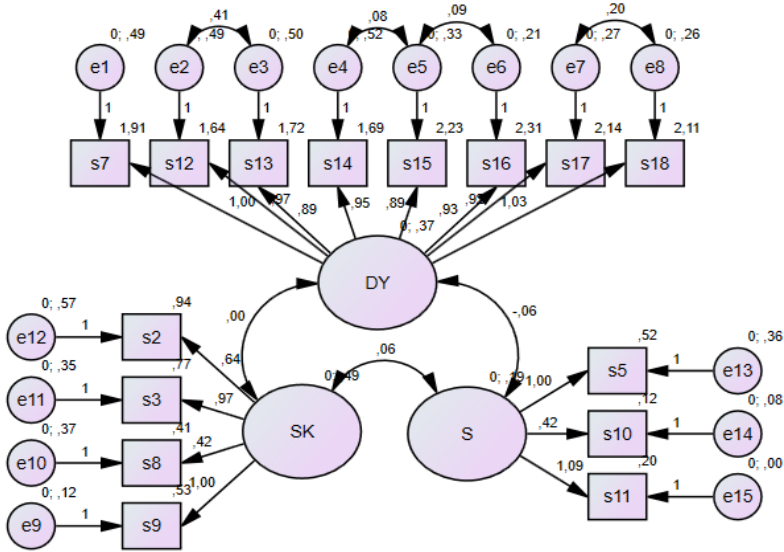 ,41 ,08 ,09 ,20
0; ,49 ,49 0; ,50 ,52 0; ,33 0; ,21 0; ,27 0; ,26
e1 e2 e3 e4 e5 e6 e7 e8
1 1 1 1 1 1 1 1
1,91 1,64 1,72 1,69 2,23 2,31 2,14 2,11
s7 s12 s13 s14 s15 s16 s17 s18
1,00 ,97 ,89 ,95 ,89 ,93 1,03
0; ,37
DY
,00 -,06
0; ,57 ,94
e12 1 s2
,64
,06
,52 0; ,36
s5 1 e13
0; ,35 ,77
e11 1 s3
,97
0; ,49
SK
S
1,00
,12 0; ,08
,42 s10 1 e14
0; ,37 ,41
e10 1 s8
,42
,20 0; ,00
1,09 s11 1 e15
0; ,12 ,53
e9 1 s9
1,00